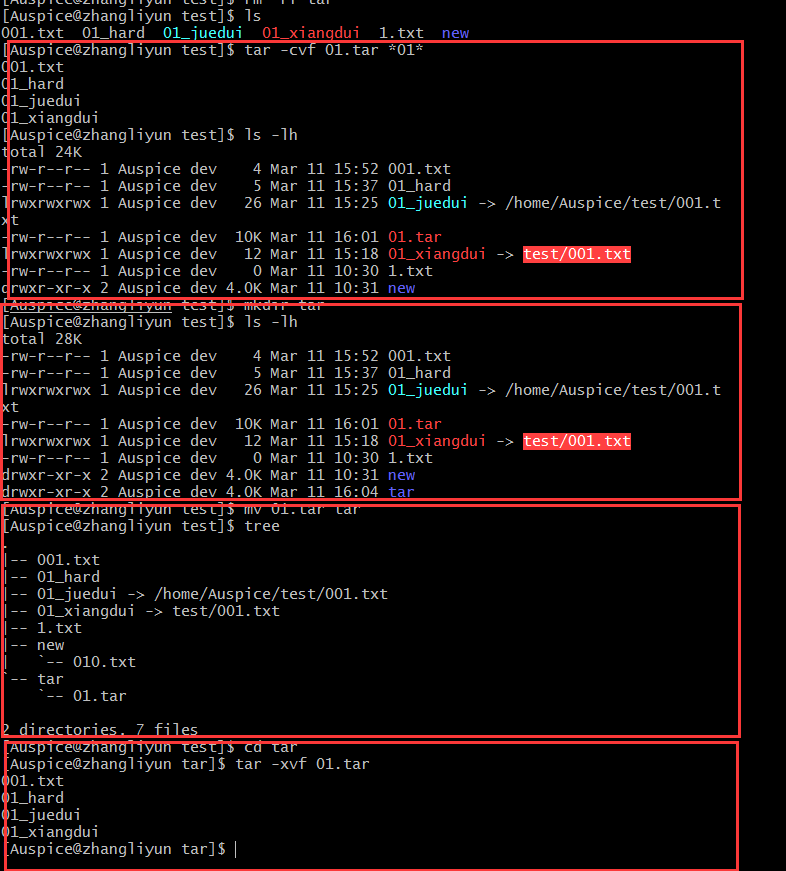 [Auspice@zhangliyun test]$ rm -rf tar
[Auspice@zhangliyun test]$ ls
001.txt  01_hard  01_juedui  01_xiangdui  1.txt  new
[Auspice@zhangliyun test]$ tar -cvf 01.tar *01*
001.txt
01_hard
01_juedui
01_xiangdui
[Auspice@zhangliyun test]$ ls -lh
total 24K
-rw-r--r-- 1 Auspice dev    4 Mar 11 15:52 001.txt
-rw-r--r-- 1 Auspice dev    5 Mar 11 15:37 01_hard
lrwxrwxrwx 1 Auspice dev   26 Mar 11 15:25 01_juedui -> /home/Auspice/test/001.t
xt
-rw-r--r-- 1 Auspice dev  10K Mar 11 16:01 01.tar
lrwxrwxrwx 1 Auspice dev   12 Mar 11 15:18 01_xiangdui -> test/001.txt
-rw-r--r-- 1 Auspice dev    0 Mar 11 10:30 1.txt
drwxr-xr-x 2 Auspice dev 4.0K Mar 11 10:31 new
[Auspice@zhangliyun test]$ mkdir tar
[Auspice@zhangliyun test]$ ls -lh
total 28K
-rw-r--r-- 1 Auspice dev    4 Mar 11 15:52 001.txt
-rw-r--r-- 1 Auspice dev    5 Mar 11 15:37 01_hard
lrwxrwxrwx 1 Auspice dev   26 Mar 11 15:25 01_juedui -> /home/Auspice/test/001.t
xt
-rw-r--r-- 1 Auspice dev  10K Mar 11 16:01 01.tar
lrwxrwxrwx 1 Auspice dev   12 Mar 11 15:18 01_xiangdui -> test/001.txt
-rw-r--r-- 1 Auspice dev    0 Mar 11 10:30 1.txt
drwxr-xr-x 2 Auspice dev 4.0K Mar 11 10:31 new
drwxr-xr-x 2 Auspice dev 4.0K Mar 11 16:04 tar
[Auspice@zhangliyun test]$ mv 01.tar tar
[Auspice@zhangliyun test]$ tree
.
|-- 001.txt
|-- 01_hard
|-- 01_juedui -> /home/Auspice/test/001.txt
|-- 01_xiangdui -> test/001.txt
|-- 1.txt
|-- new
|   `-- 010.txt
`-- tar
    `-- 01.tar
2 directories, 7 files
[Auspice@zhangliyun test]$ cd tar
[Auspice@zhangliyun tar]$ tar -xvf 01.tar
001.txt
01_hard
01_juedui
01_xiangdui
[Auspice@zhangliyun tar]$